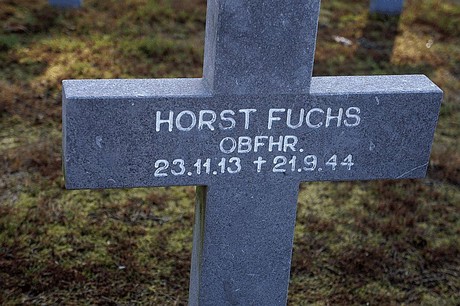 HORST FUCHS
OBFHR.
23.11.13 † 21.9.44